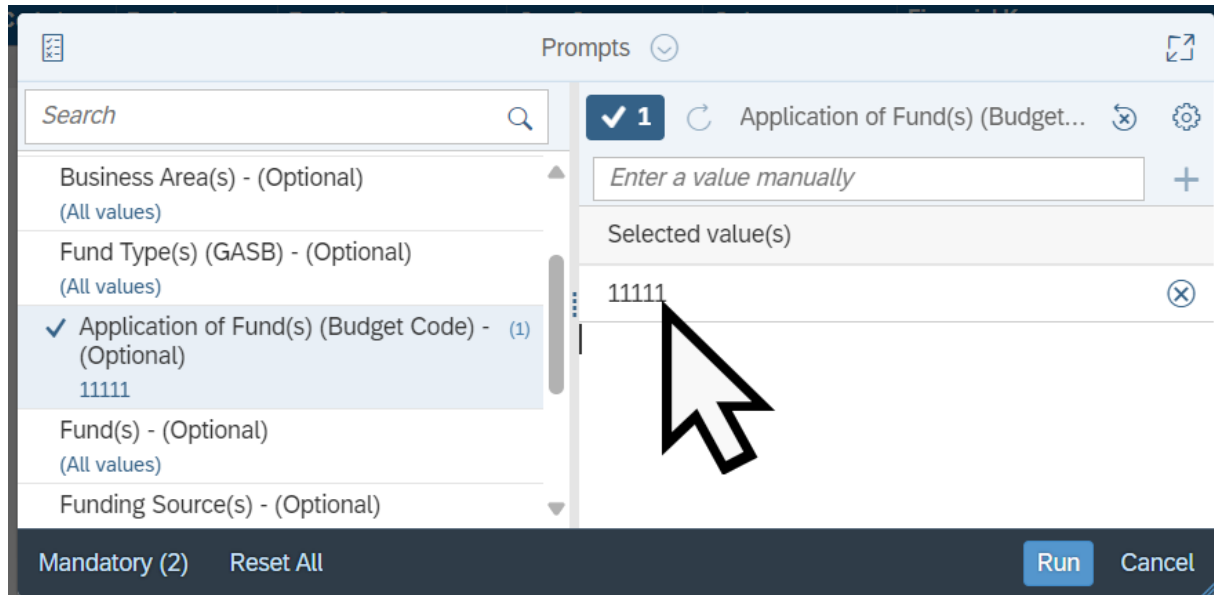 Prompts
Search
Business Area(s) - (Optional)
(All values)
Fund Type(s) (GASB) - (Optional)
(All values)
Application of Fund(s) (Budget Code) - (1)
(Optional)
11111
Fund(s) - (Optional)
(All values)
Funding Source(s) - (Optional)
1
Application of Fund(s) (Budget...
Enter a value manually
Selected value(s)
11111
Mandatory (2)
Reset All
Run
Cancel